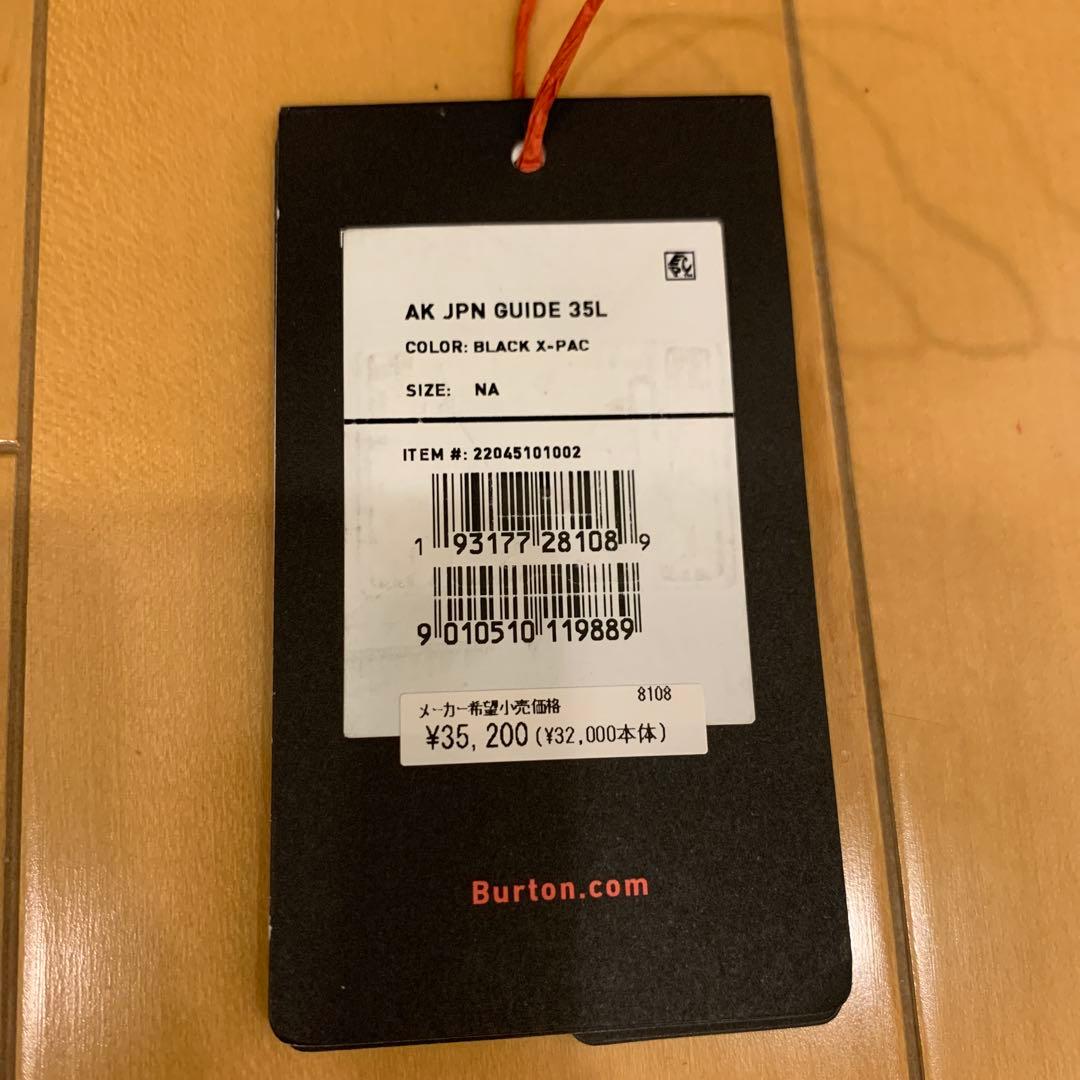 AK JPN GUIDE 35L
COLOR: BLACK X-PAC
SIZE: NA
ITEM #: 22045101002
1 93177 28108 9
9 010510 119889
8108
メーカー希望小売価格
¥35,200(¥32,000本体)
Burton.com